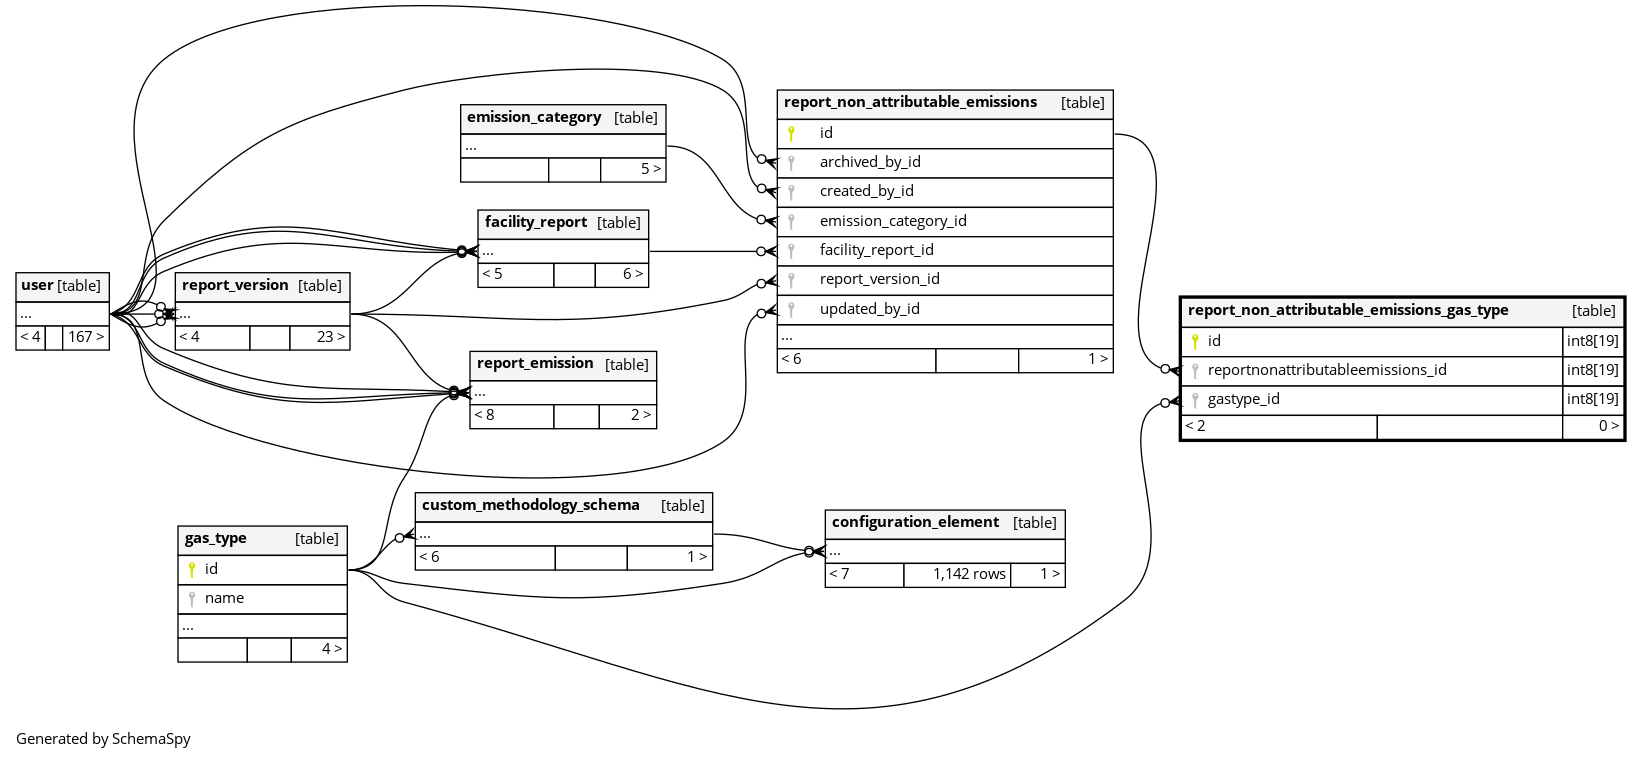 emission_category [table]
...
5 >
facility_report [table]
...
< 5 6 >
user [table]
...
< 4 167 >
report_version [table]
...
< 4 23 >
report_emission [table]
...
< 8 2 >
custom_methodology_schema [table]
...
< 6 1 >
gas_type [table]
id
name
...
4 >
report_non_attributable_emissions [table]
id
archived_by_id
created_by_id
emission_category_id
facility_report_id
report_version_id
updated_by_id
...
< 6 1 >
configuration_element [table]
...
< 7 1,142 rows 1 >
report_non_attributable_emissions_gas_type [table]
id int8[19]
reportnonattributableemissions_id int8[19]
gastype_id int8[19]
< 2 0 >
Generated by SchemaSpy